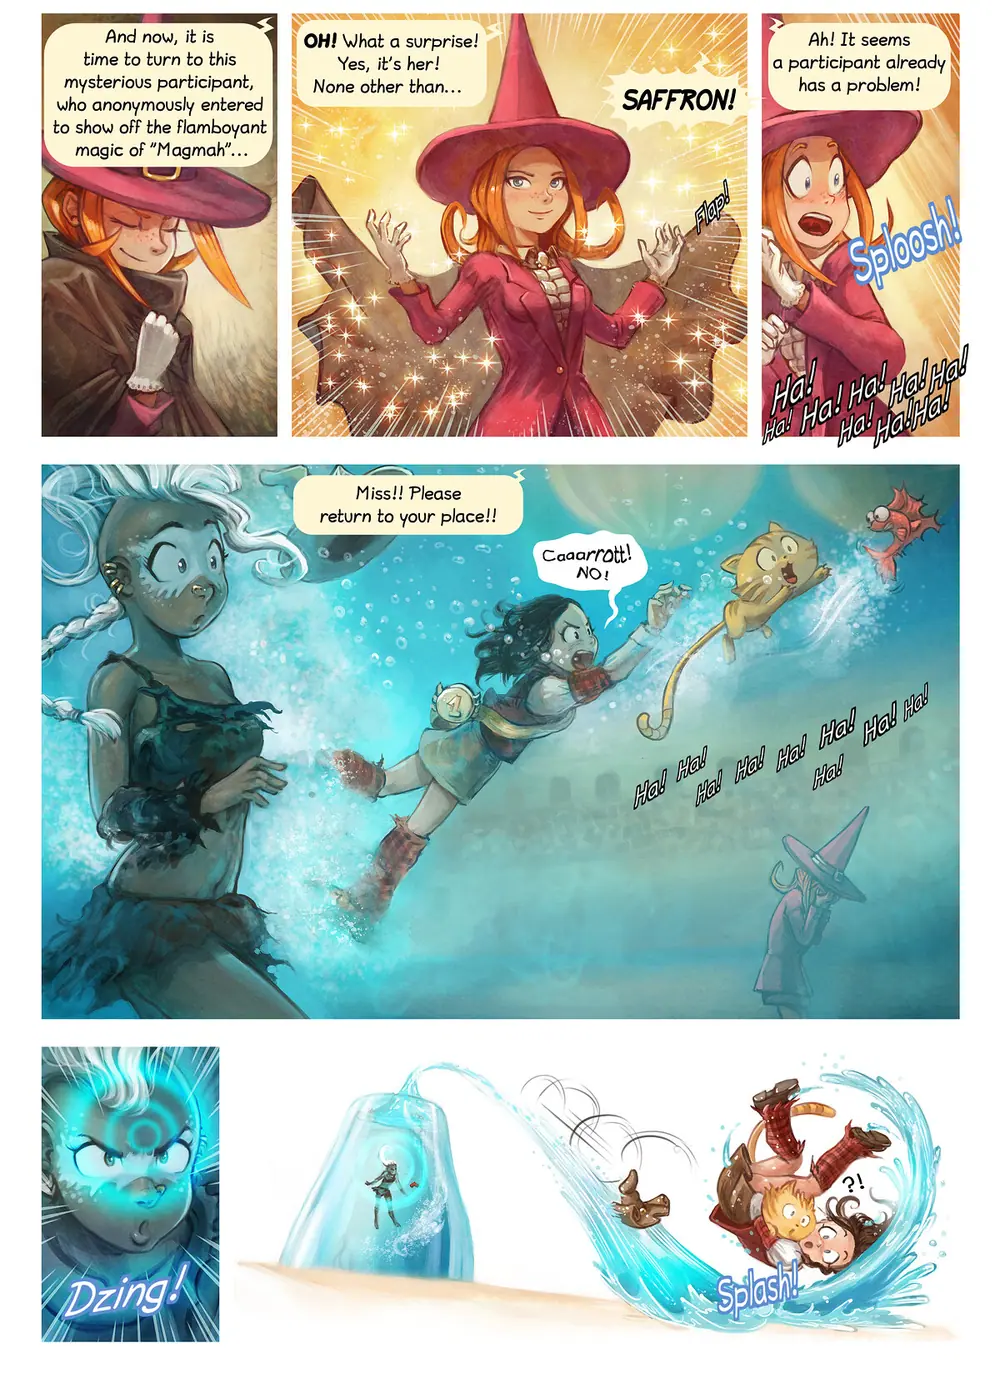 And now, it is
time to turn to this
mysterious participant,
who anonymously entered
to show off the flamboyant
magic of "Magmah"...
OH! What a surprise!
Yes, it's her!
None other than...
SAFFRON!
Flap!
Ah! It seems
a participant already
has a problem!
Sploosh!
Ha!
Ha!
Ha!
Ha!
Ha!
Ha!
Ha!
Ha!
Ha!
Miss!! Please
return to your place!!
Caaarrott!
NO!
Ha!
Ha!
Ha!
Ha!
Ha!
Ha!
Ha!
Ha!
Ha!
Dzing!
?!
Splash!